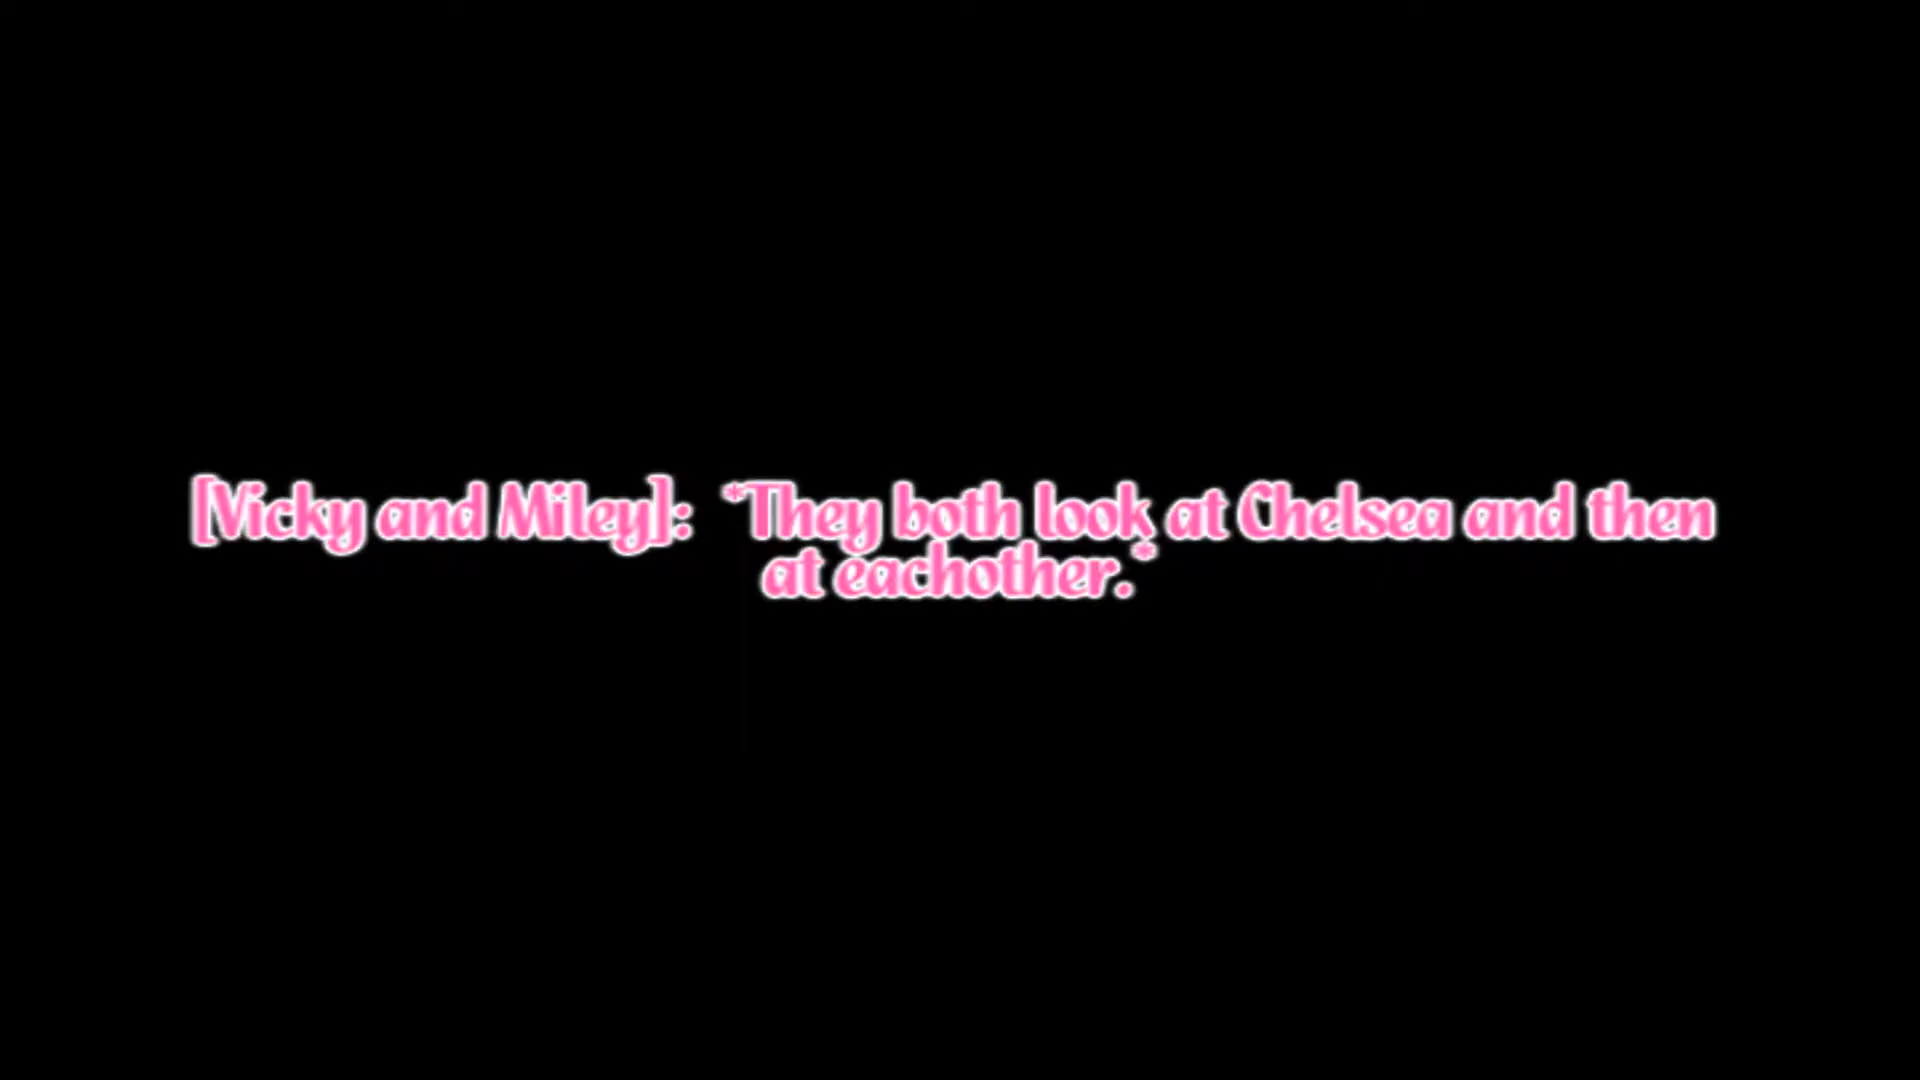 [Vicky and Miley]: *They both look at Chelsea and then
at eachother.*